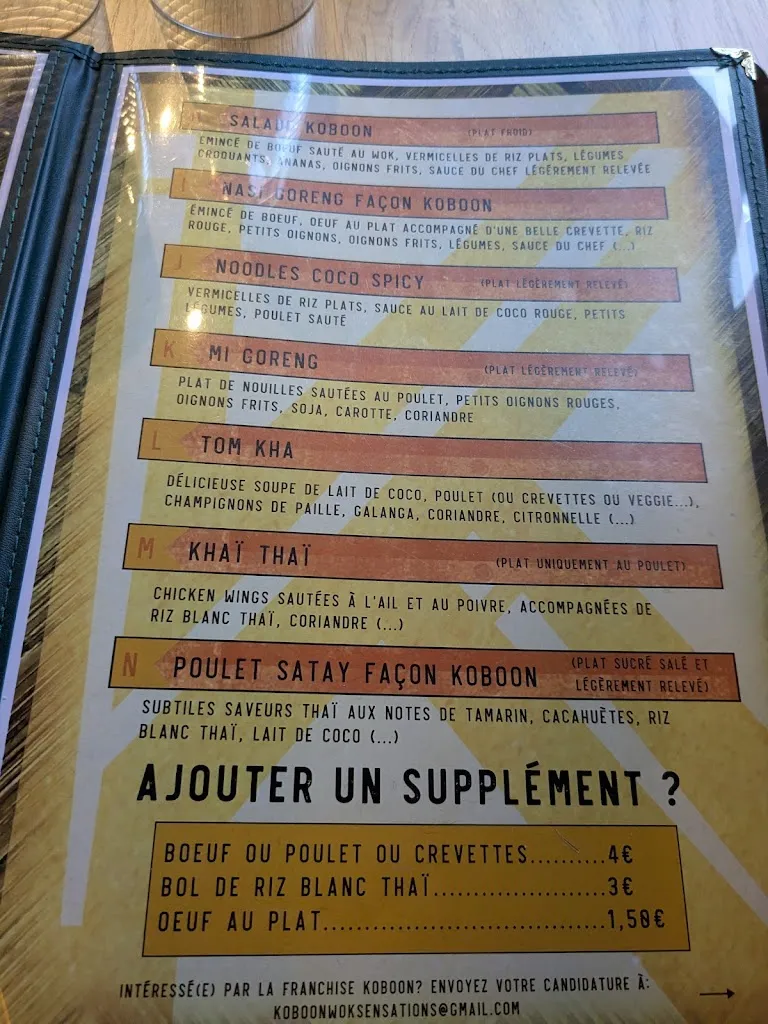 SALADE KOBOON (PLAT FROID)
ÉMINCÉ DE BOEUF SAUTÉ AU WOK, VERMICELLES DE RIZ PLATS, LÉGUMES
CROQUANTS, ANANAS, OIGNONS FRITS, SAUCE DU CHEF LÉGÈREMENT RELEVÉE
I NASI GORENG FAÇON KOBOON
ÉMINCÉ DE BOEUF, OEUF AU PLAT ACCOMPAGNÉ D'UNE BELLE CREVETTE, RIZ
ROUGE, PETITS OIGNONS, OIGNONS FRITS, LÉGUMES, SAUCE DU CHEF (...)
J NOODLES COCO SPICY (PLAT LÉGÈREMENT RELEVÉ)
VERMICELLES DE RIZ PLATS, SAUCE AU LAIT DE COCO ROUGE, PETITS
LÉGUMES, POULET SAUTÉ
K MI GORENG (PLAT LÉGÈREMENT RELEVÉ)
PLAT DE NOUILLES SAUTÉES AU POULET, PETITS OIGNONS ROUGES,
OIGNONS FRITS, SOJA, CAROTTE, CORIANDRE
L TOM KHA
DÉLICIEUSE SOUPE DE LAIT DE COCO, POULET (OU CREVETTES OU VEGGIE...),
CHAMPIGNONS DE PAILLE, GALANGA, CORIANDRE, CITRONNELLE (...)
M KHAÏ THAÏ (PLAT UNIQUEMENT AU POULET)
CHICKEN WINGS SAUTÉES À L'AIL ET AU POIVRE, ACCOMPAGNÉES DE
RIZ BLANC THAÏ, CORIANDRE (...)
N POULET SATAY FAÇON KOBOON (PLAT SUCRÉ SALÉ ET
LÉGÈREMENT RELEVÉ)
SUBTILES SAVEURS THAÏ AUX NOTES DE TAMARIN, CACAHUÈTES, RIZ
BLANC THAÏ, LAIT DE COCO (...)
AJOUTER UN SUPPLÉMENT ?
BOEUF OU POULET OU CREVETTES..........4€
BOL DE RIZ BLANC THAÏ.......................3€
OEUF AU PLAT....................................1,50€
INTÉRESSÉ(E) PAR LA FRANCHISE KOBOON? ENVOYEZ VOTRE CANDIDATURE À:
KOBOONWOKSENSATIONS@GMAIL.COM